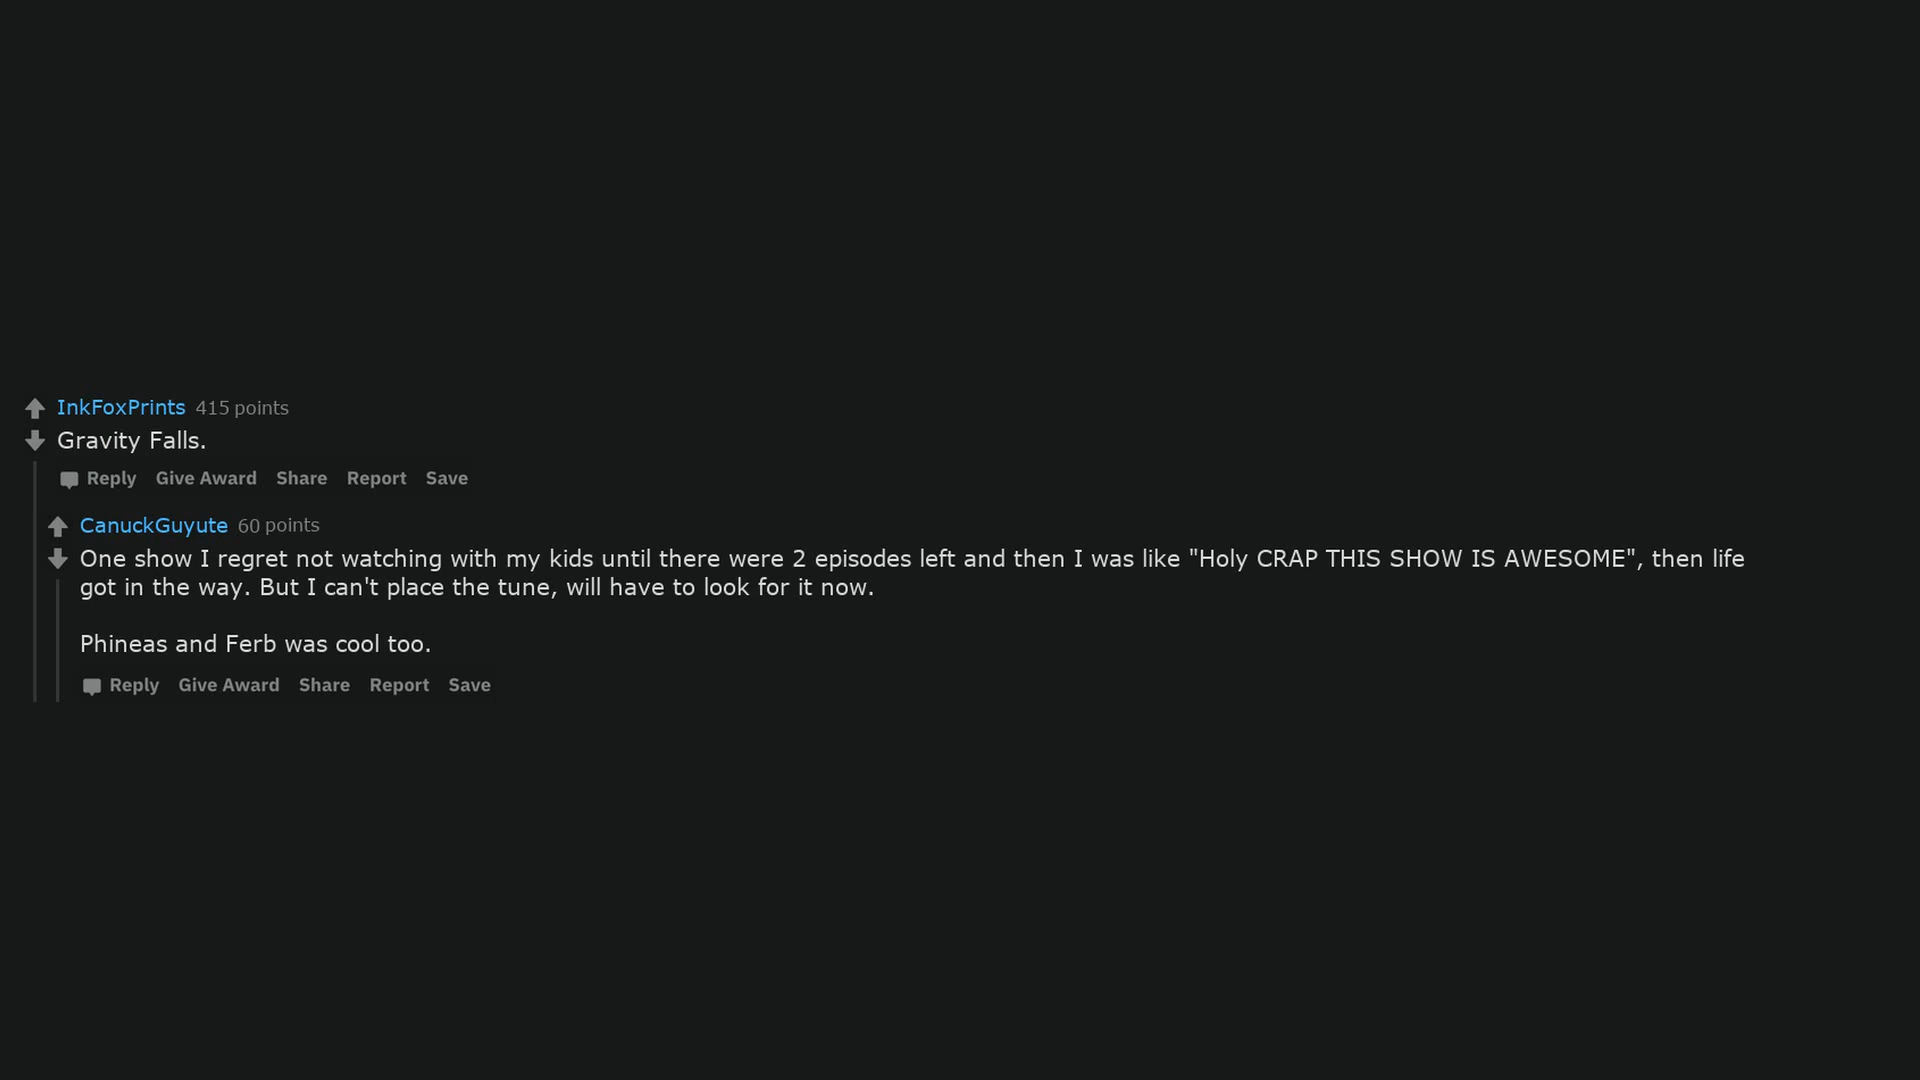 InkFoxPrints 415 points
Gravity Falls.
Reply Give Award Share Report Save
CanuckGuyute 60 points
One show I regret not watching with my kids until there were 2 episodes left and then I was like "Holy CRAP THIS SHOW IS AWESOME", then life
got in the way. But I can't place the tune, will have to look for it now.
Phineas and Ferb was cool too.
Reply Give Award Share Report Save